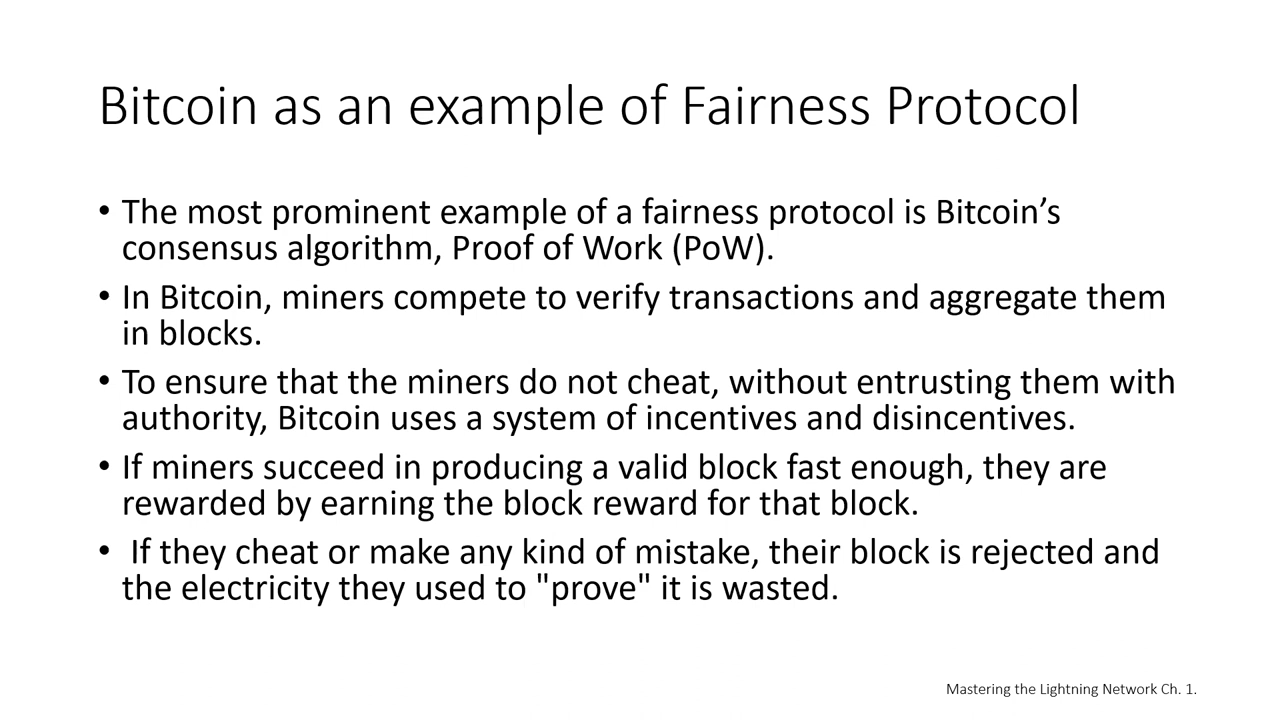 Bitcoin as an example of Fairness Protocol
• The most prominent example of a fairness protocol is Bitcoin’s
consensus algorithm, Proof of Work (PoW).
• In Bitcoin, miners compete to verify transactions and aggregate them
in blocks.
• To ensure that the miners do not cheat, without entrusting them with
authority, Bitcoin uses a system of incentives and disincentives.
• If miners succeed in producing a valid block fast enough, they are
rewarded by earning the block reward for that block.
• If they cheat or make any kind of mistake, their block is rejected and
the electricity they used to "prove" it is wasted.
Mastering the Lightning Network Ch. 1.